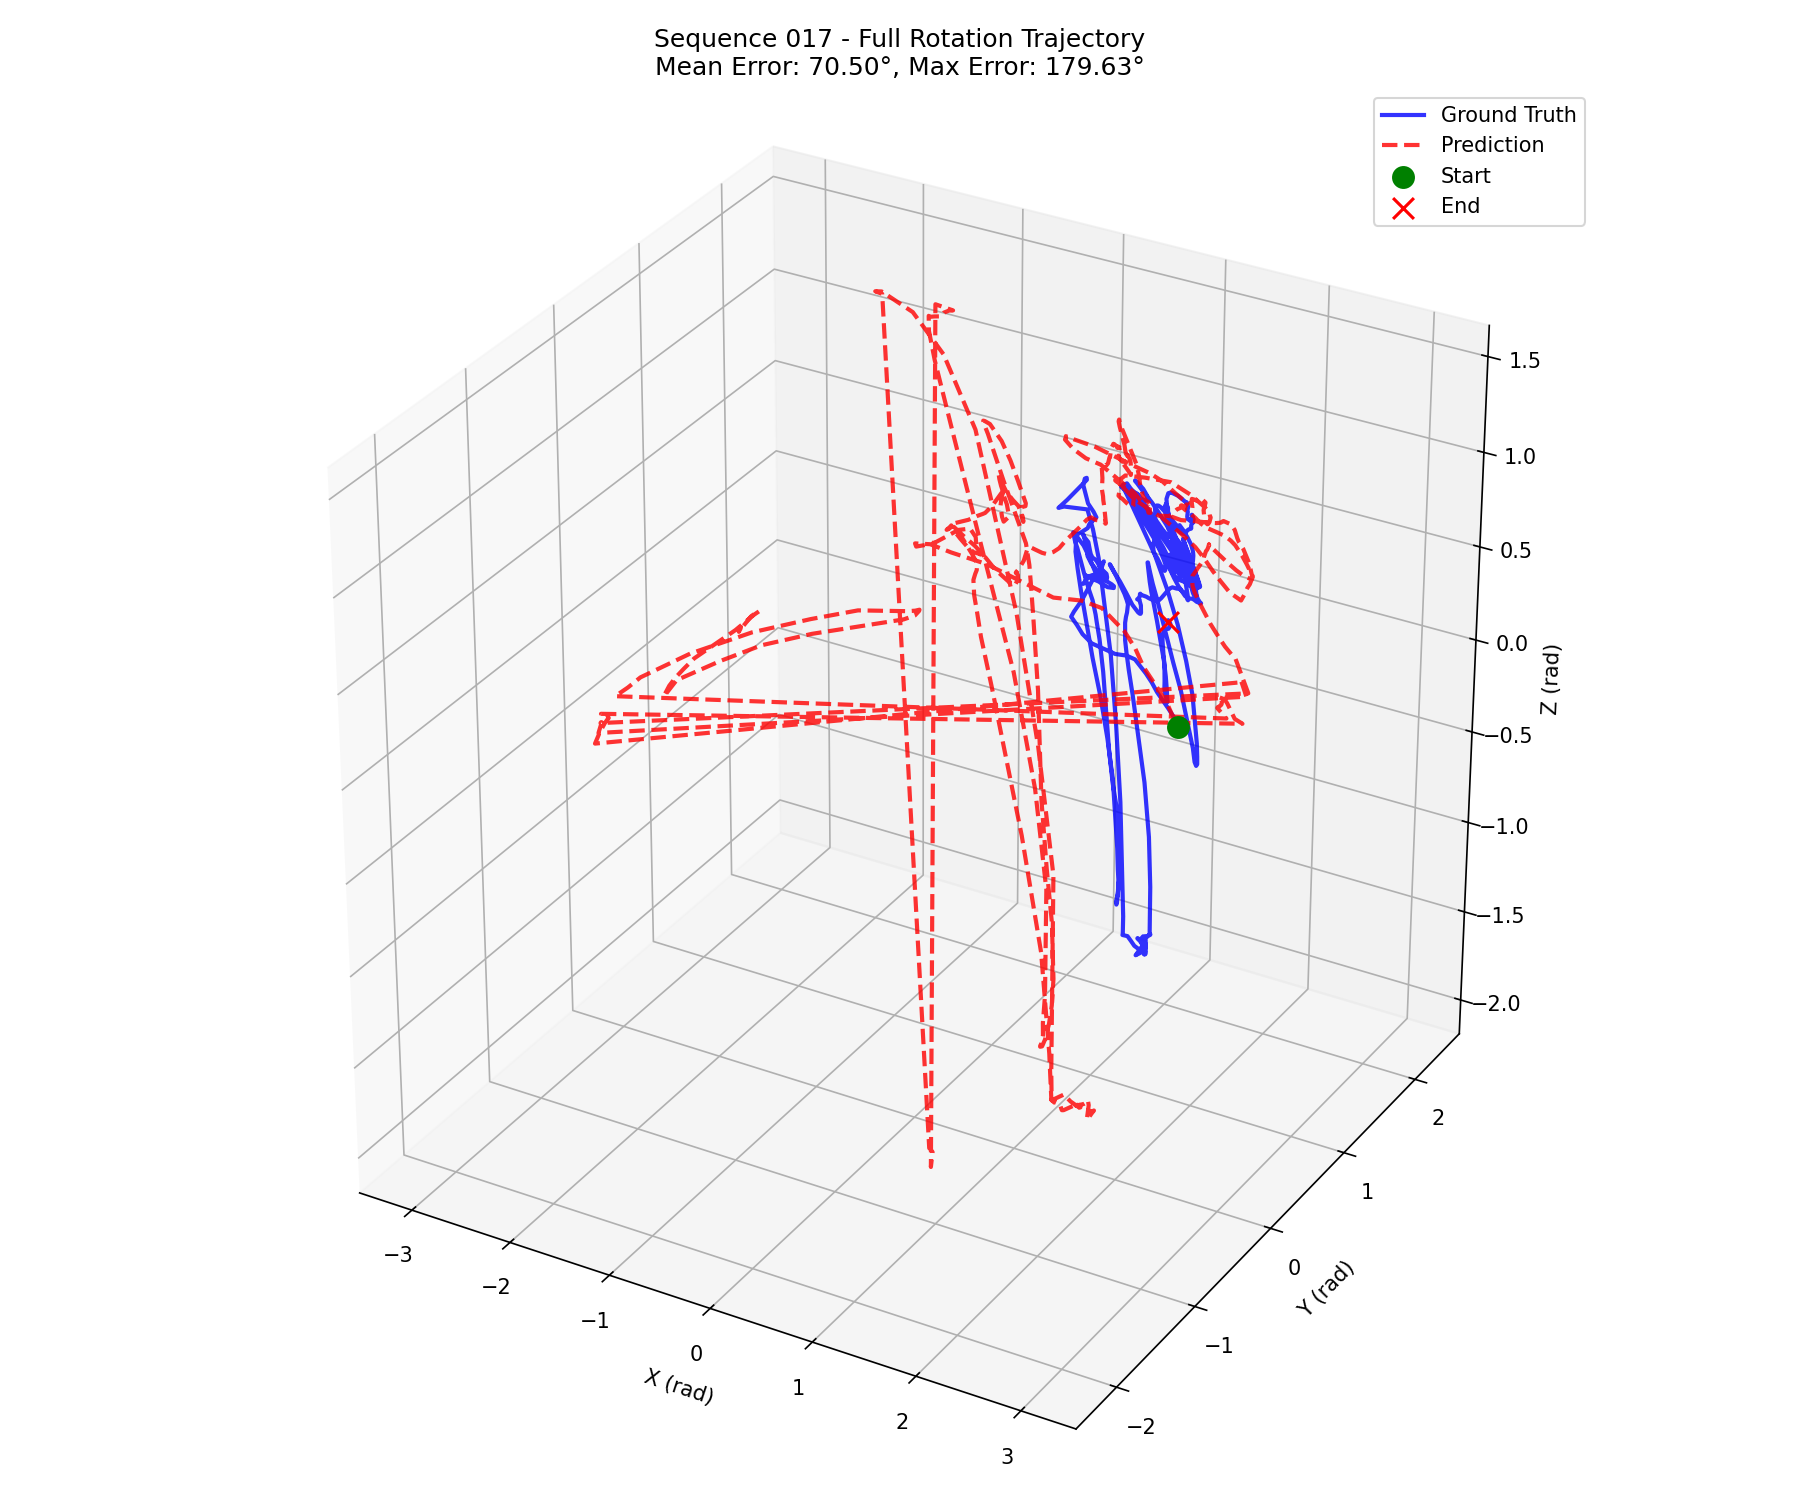 Sequence 017 - Full Rotation Trajectory
Mean Error: 70.50°, Max Error: 179.63°
Ground Truth
Prediction
Start
End
1.5
1.0
0.5
0.0
−0.5
−1.0
−1.5
−2.0
Z (rad)
2
1
0
−1
−2
Y (rad)
−3
−2
−1
0
1
2
3
X (rad)